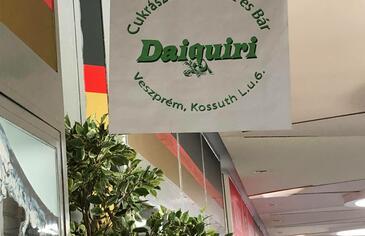 Cukrász és Bár
Daiquiri
Veszprém, Kossuth L.u.6.